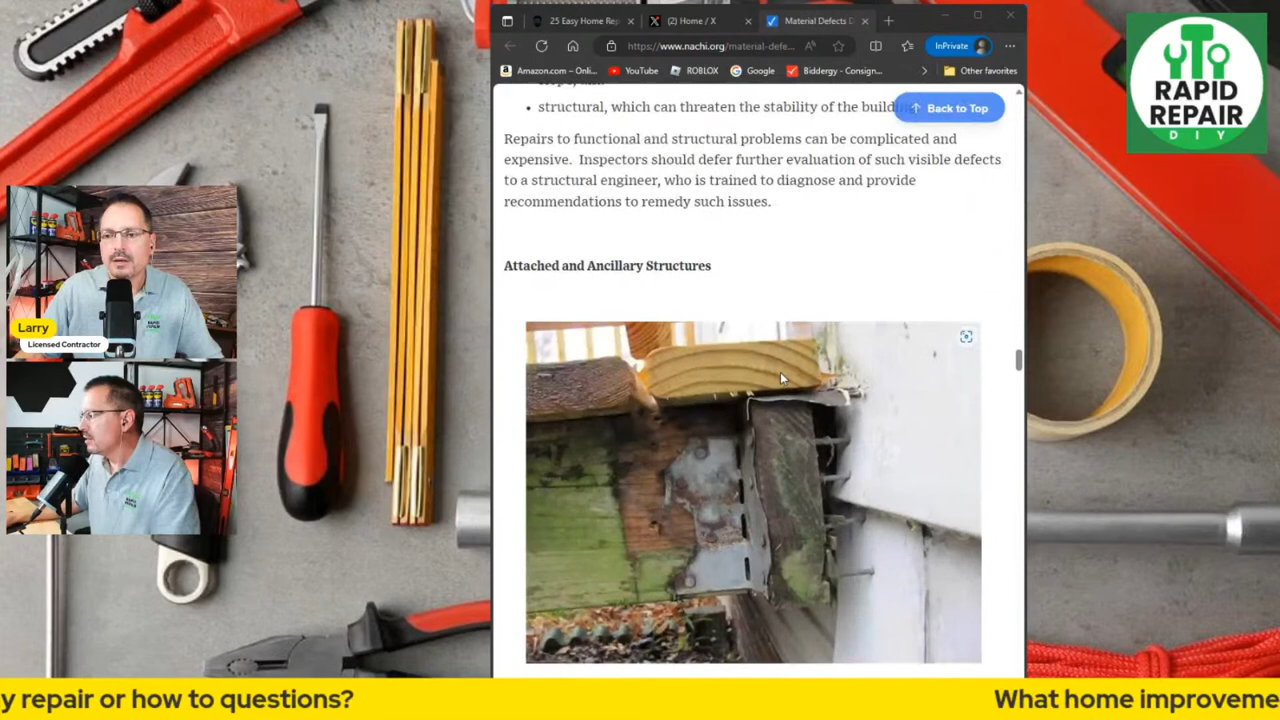 25 Easy Home Rep
(2) Home / X
Material Defects D
https://www.nachi.org/material-defe...
InPrivate
Amazon.com – Onli...
YouTube
ROBLOX
Google
Biddergy - Consign...
Other favorites
• structural, which can threaten the stability of the build
Back to Top
Repairs to functional and structural problems can be complicated and
expensive. Inspectors should defer further evaluation of such visible defects
to a structural engineer, who is trained to diagnose and provide
recommendations to remedy such issues.
Attached and Ancillary Structures
Larry
Licensed Contractor
RAPID
REPAIR
DIY
y repair or how to questions?
What home improveme